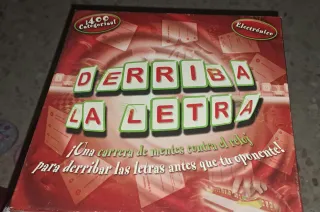 ¡400
Categorías!
Electrónico
DERRIBA
LA LETRA
¡Una carrera de mentes contra el reloj
para derribar las letras antes que tu oponente!